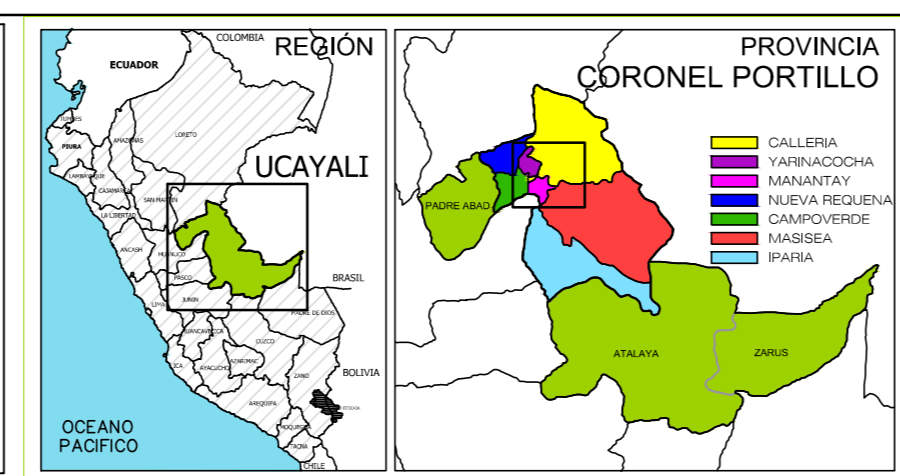 COLOMBIA
REGIÓN
ECUADOR
TUMBES
PIURA
AMAZONAS
LORETO
LAMBAYEQUE
CAJAMARCA
UCAYALI
SAN MARTIN
LA LIBERTAD
ANCASH
HUANUCO
PASCO
BRASIL
LIMA
JUNIN
MADRE DE DIOS
HUANCAVELICA
CUZCO
ICA
AYACUCHO
BOLIVIA
AREQUIPA
MOQUEGUA
TACNA
OCEANO
PACIFICO
CHILE
PROVINCIA
CORONEL PORTILLO
CALLERIA
YARINACOCHA
MANANTAY
NUEVA REQUENA
CAMPOVERDE
MASISEA
IPARIA
PADRE ABAD
ATALAYA
ZARUS